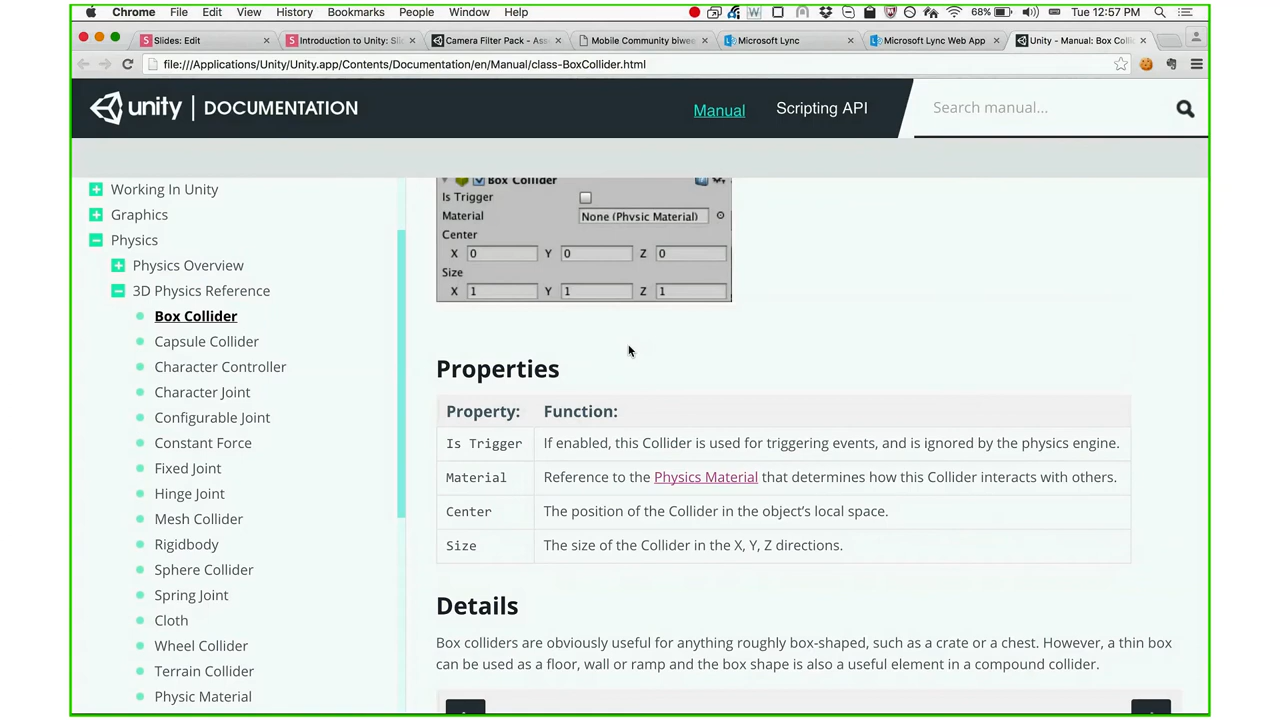 Chrome File Edit View History Bookmarks People Window Help 68% Tue 12:57 PM
Slides: Edit Introduction to Unity: Sli Camera Filter Pack - Ass Mobile Community biwee Microsoft Lync Microsoft Lync Web App Unity - Manual: Box Colli
file:///Applications/Unity/Unity.app/Contents/Documentation/en/Manual/class-BoxCollider.html
unity | DOCUMENTATION Manual Scripting API Search manual...
Working In Unity
Graphics
Physics
Physics Overview
3D Physics Reference
Box Collider
Capsule Collider
Character Controller
Character Joint
Configurable Joint
Constant Force
Fixed Joint
Hinge Joint
Mesh Collider
Rigidbody
Sphere Collider
Spring Joint
Cloth
Wheel Collider
Terrain Collider
Physic Material
Box Collider
Is Trigger
Material None (Physic Material)
Center
X 0 Y 0 Z 0
Size
X 1 Y 1 Z 1
Properties
Property: Function:
Is Trigger If enabled, this Collider is used for triggering events, and is ignored by the physics engine.
Material Reference to the Physics Material that determines how this Collider interacts with others.
Center The position of the Collider in the object's local space.
Size The size of the Collider in the X, Y, Z directions.
Details
Box colliders are obviously useful for anything roughly box-shaped, such as a crate or a chest. However, a thin box
can be used as a floor, wall or ramp and the box shape is also a useful element in a compound collider.